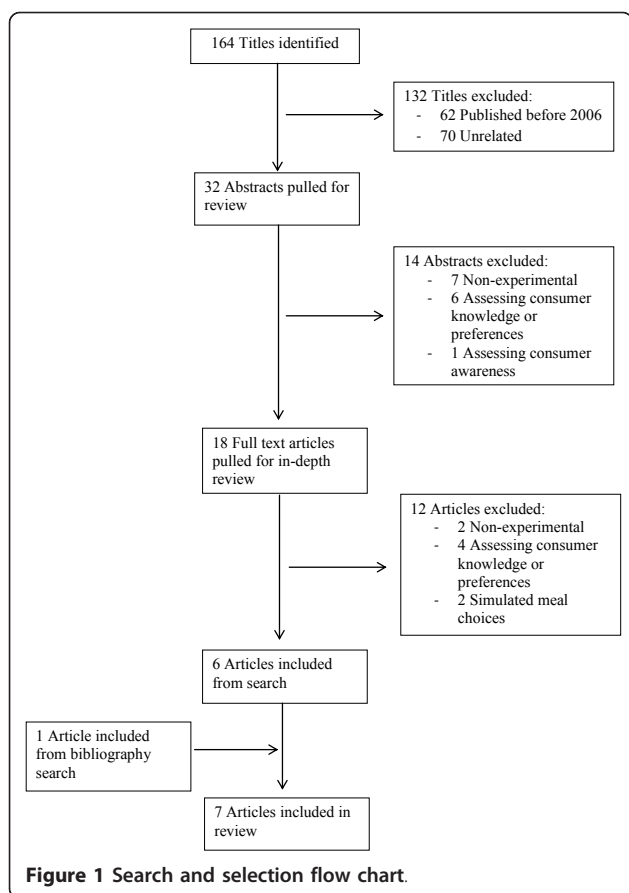 164 Titles identified
132 Titles excluded:
- 62 Published before 2006
- 70 Unrelated
32 Abstracts pulled for
review
14 Abstracts excluded:
- 7 Non-experimental
- 6 Assessing consumer
knowledge or
preferences
- 1 Assessing consumer
awareness
18 Full text articles
pulled for in-depth
review
12 Articles excluded:
- 2 Non-experimental
- 4 Assessing consumer
knowledge or
preferences
- 2 Simulated meal
choices
6 Articles included
from search
1 Article included
from bibliography
search
7 Articles included in
review
Figure 1 Search and selection flow chart.